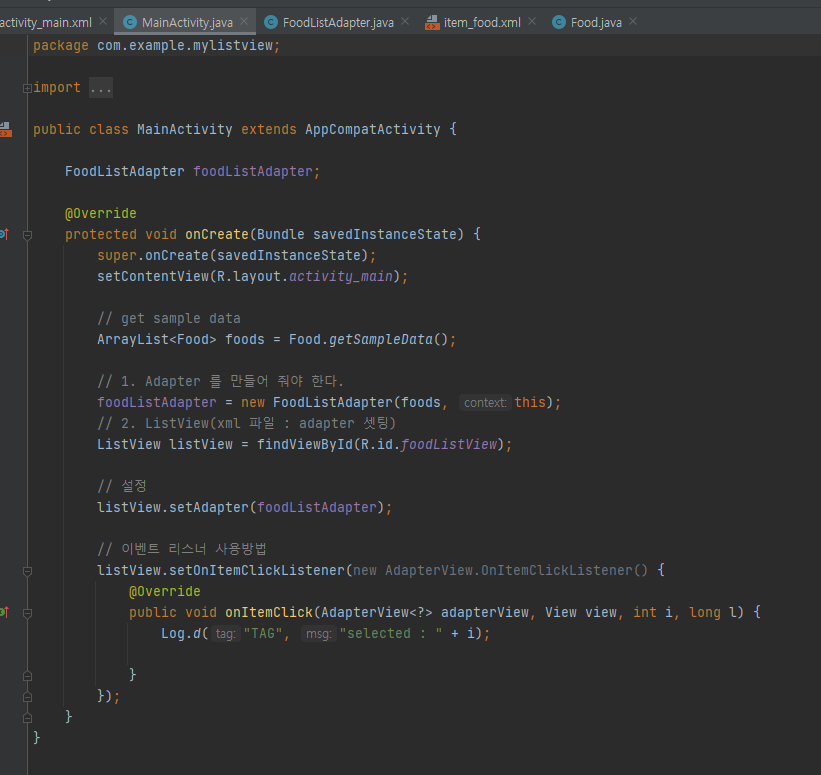 activity_main.xml MainActivity.java FoodListAdapter.java item_food.xml Food.java
package com.example.mylistview;
import ...
public class MainActivity extends AppCompatActivity {
FoodListAdapter foodListAdapter;
@Override
protected void onCreate(Bundle savedInstanceState) {
super.onCreate(savedInstanceState);
setContentView(R.layout.activity_main);
// get sample data
ArrayList<Food> foods = Food.getSampleData();
// 1. Adapter 를 만들어 줘야 한다.
foodListAdapter = new FoodListAdapter(foods, context: this);
// 2. ListView(xml 파일 : adapter 셋팅)
ListView listView = findViewById(R.id.foodListView);
// 설정
listView.setAdapter(foodListAdapter);
// 이벤트 리스너 사용방법
listView.setOnItemClickListener(new AdapterView.OnItemClickListener() {
@Override
public void onItemClick(AdapterView<?> adapterView, View view, int i, long l) {
Log.d( tag: "TAG", msg: "selected : " + i);
}
});
}
}